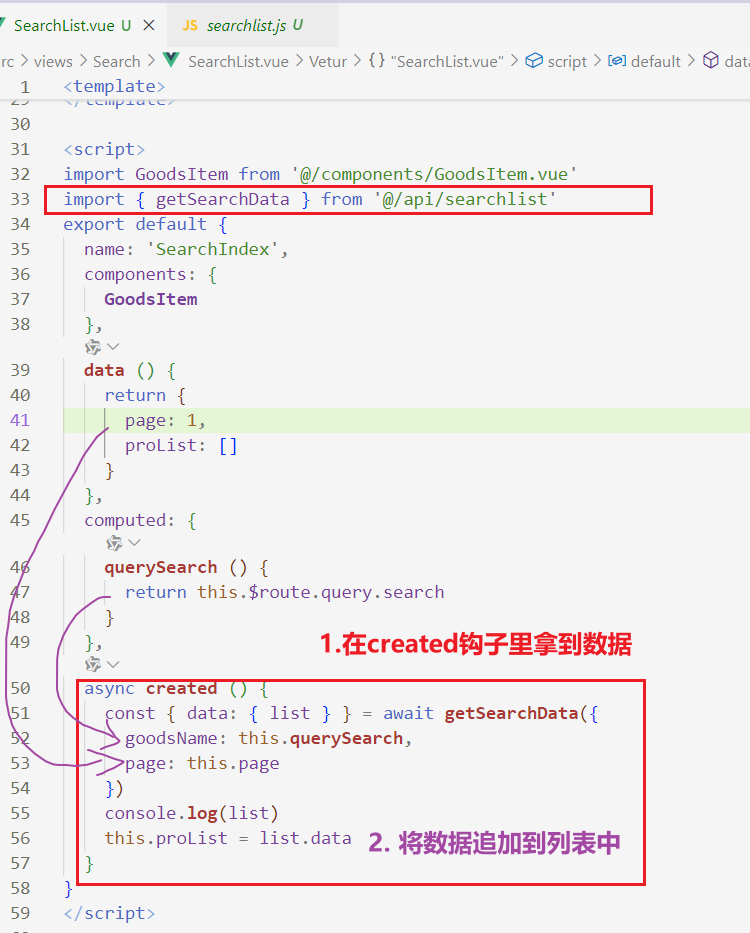 SearchList.vue U × JS searchlist.js U
rc > views > Search > SearchList.vue > Vetur > {} "SearchList.vue" > script > default > data
1 <template>
29 </template>
30
31 <script>
32 import GoodsItem from '@/components/GoodsItem.vue'
33 import { getSearchData } from '@/api/searchlist'
34 export default {
35 name: 'SearchIndex',
36 components: {
37 GoodsItem
38 },
39 data () {
40 return {
41 page: 1,
42 proList: []
43 }
44 },
45 computed: {
46 querySearch () {
47 return this.$route.query.search
48 }
49 },
1.在created钩子里拿到数据
50 async created () {
51 const { data: { list } } = await getSearchData({
52 goodsName: this.querySearch,
53 page: this.page
54 })
55 console.log(list)
56 this.proList = list.data 2. 将数据追加到列表中
57 }
58 }
59 </script>